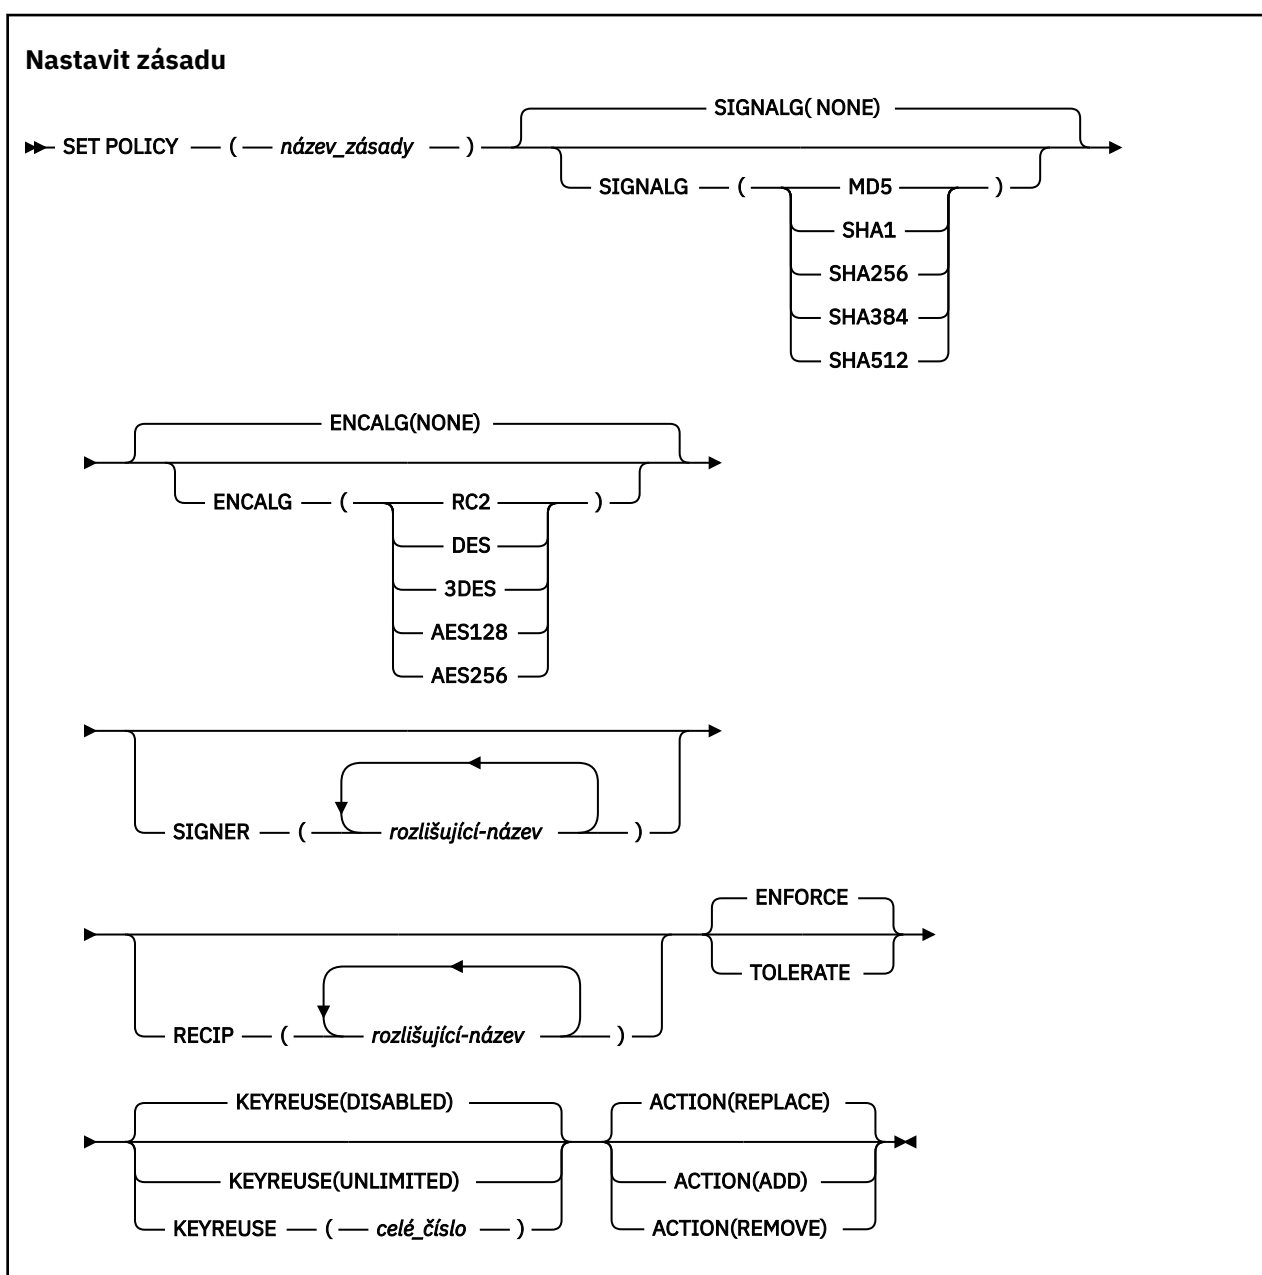 Nastavit zásadu
SIGNALG( NONE)
SET POLICY ( název_zásady )
SIGNALG ( MD5 )
SHA1
SHA256
SHA384
SHA512
ENCALG(NONE)
ENCALG ( RC2 )
DES
3DES
AES128
AES256
SIGNER ( rozlišující-název )
ENFORCE
TOLERATE
RECIP ( rozlišující-název )
KEYREUSE(DISABLED) ACTION(REPLACE)
KEYREUSE(UNLIMITED) ACTION(ADD)
KEYREUSE ( celé_číslo ) ACTION(REMOVE)